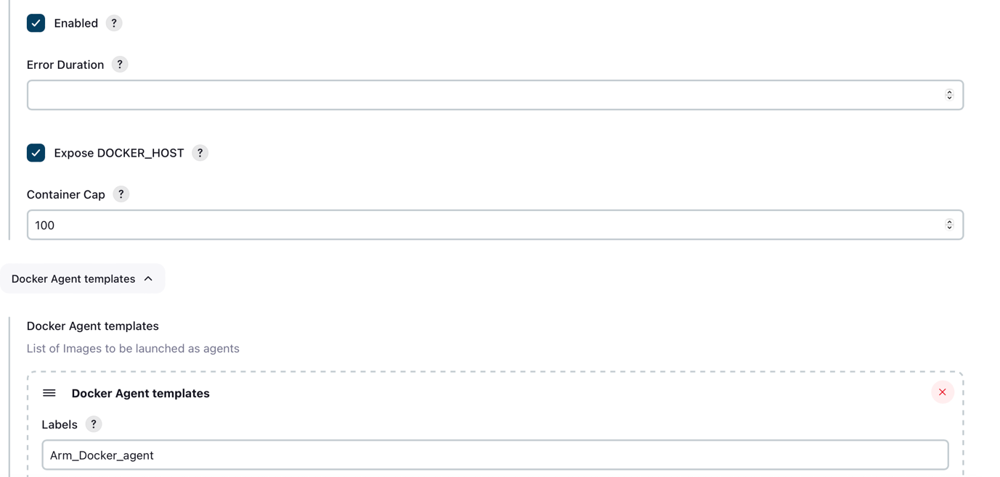 Enabled ?
Error Duration ?
Expose DOCKER_HOST ?
Container Cap ?
100
Docker Agent templates
Docker Agent templates
List of Images to be launched as agents
Docker Agent templates
Labels ?
Arm_Docker_agent